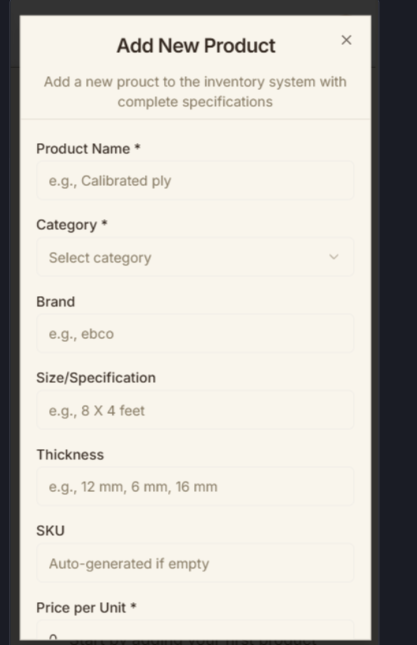 Add New Product
Add a new prouct to the inventory system with
complete specifications
Product Name *
e.g., Calibrated ply
Category *
Select category
Brand
e.g., ebco
Size/Specification
e.g., 8 X 4 feet
Thickness
e.g., 12 mm, 6 mm, 16 mm
SKU
Auto-generated if empty
Price per Unit *
0